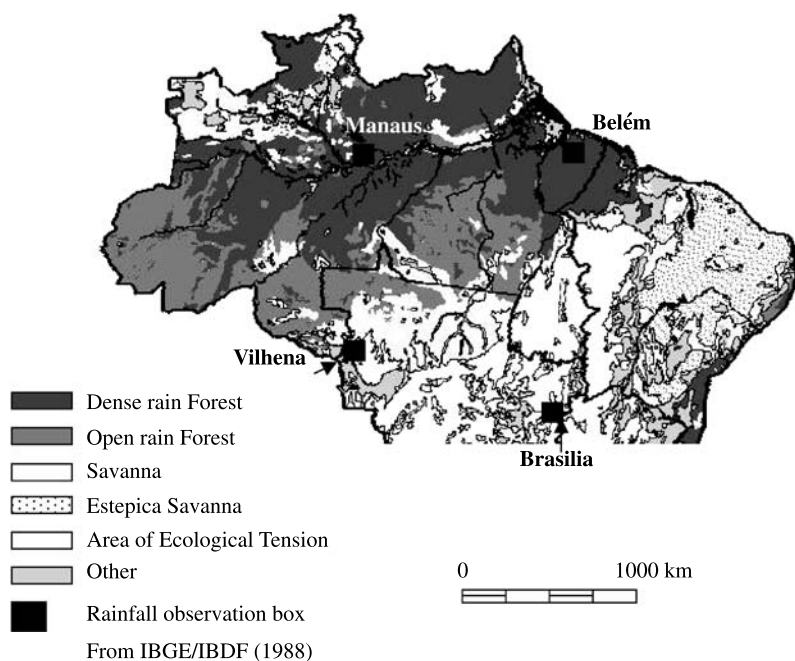 Manaus
Belém
Vilhena
Brasilia
Dense rain Forest
Open rain Forest
Savanna
Estepica Savanna
Area of Ecological Tension
Other
Rainfall observation box
From IBGE/IBDF (1988)
0 1000 km